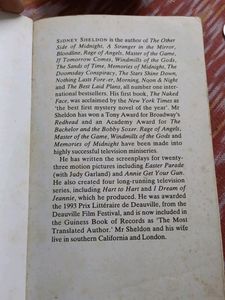 SIDNEY SHELDON is the author of The Other
Side of Midnight, A Stranger in the Mirror,
Bloodline, Rage of Angels, Master of the Game,
If Tomorrow Comes, Windmills of the Gods,
The Sands of Time, Memories of Midnight, The
Doomsday Conspiracy, The Stars Shine Down,
Nothing Lasts Forever, Morning, Noon & Night
and The Best Laid Plans, all number one inter-
national bestsellers. His first book, The Naked
Face, was acclaimed by the New York Times as
'the best first mystery novel of the year'. Mr
Sheldon has won a Tony Award for Broadway's
Redhead and an Academy Award for The
Bachelor and the Bobby Soxer. Rage of Angels,
Master of the Game, Windmills of the Gods and
Memories of Midnight have been made into
highly successful television miniseries.
He has written the screenplays for twenty-
three motion pictures including Easter Parade
(with Judy Garland) and Annie Get Your Gun.
He also created four long-running television
series, including Hart to Hart and I Dream of
Jeannie, which he produced. He was awarded
the 1993 Prix Littéraire de Deauville, from the
Deauville Film Festival, and is now included in
the Guiness Book of Records as 'The Most
Translated Author.' Mr Sheldon and his wife
live in southern California and London.